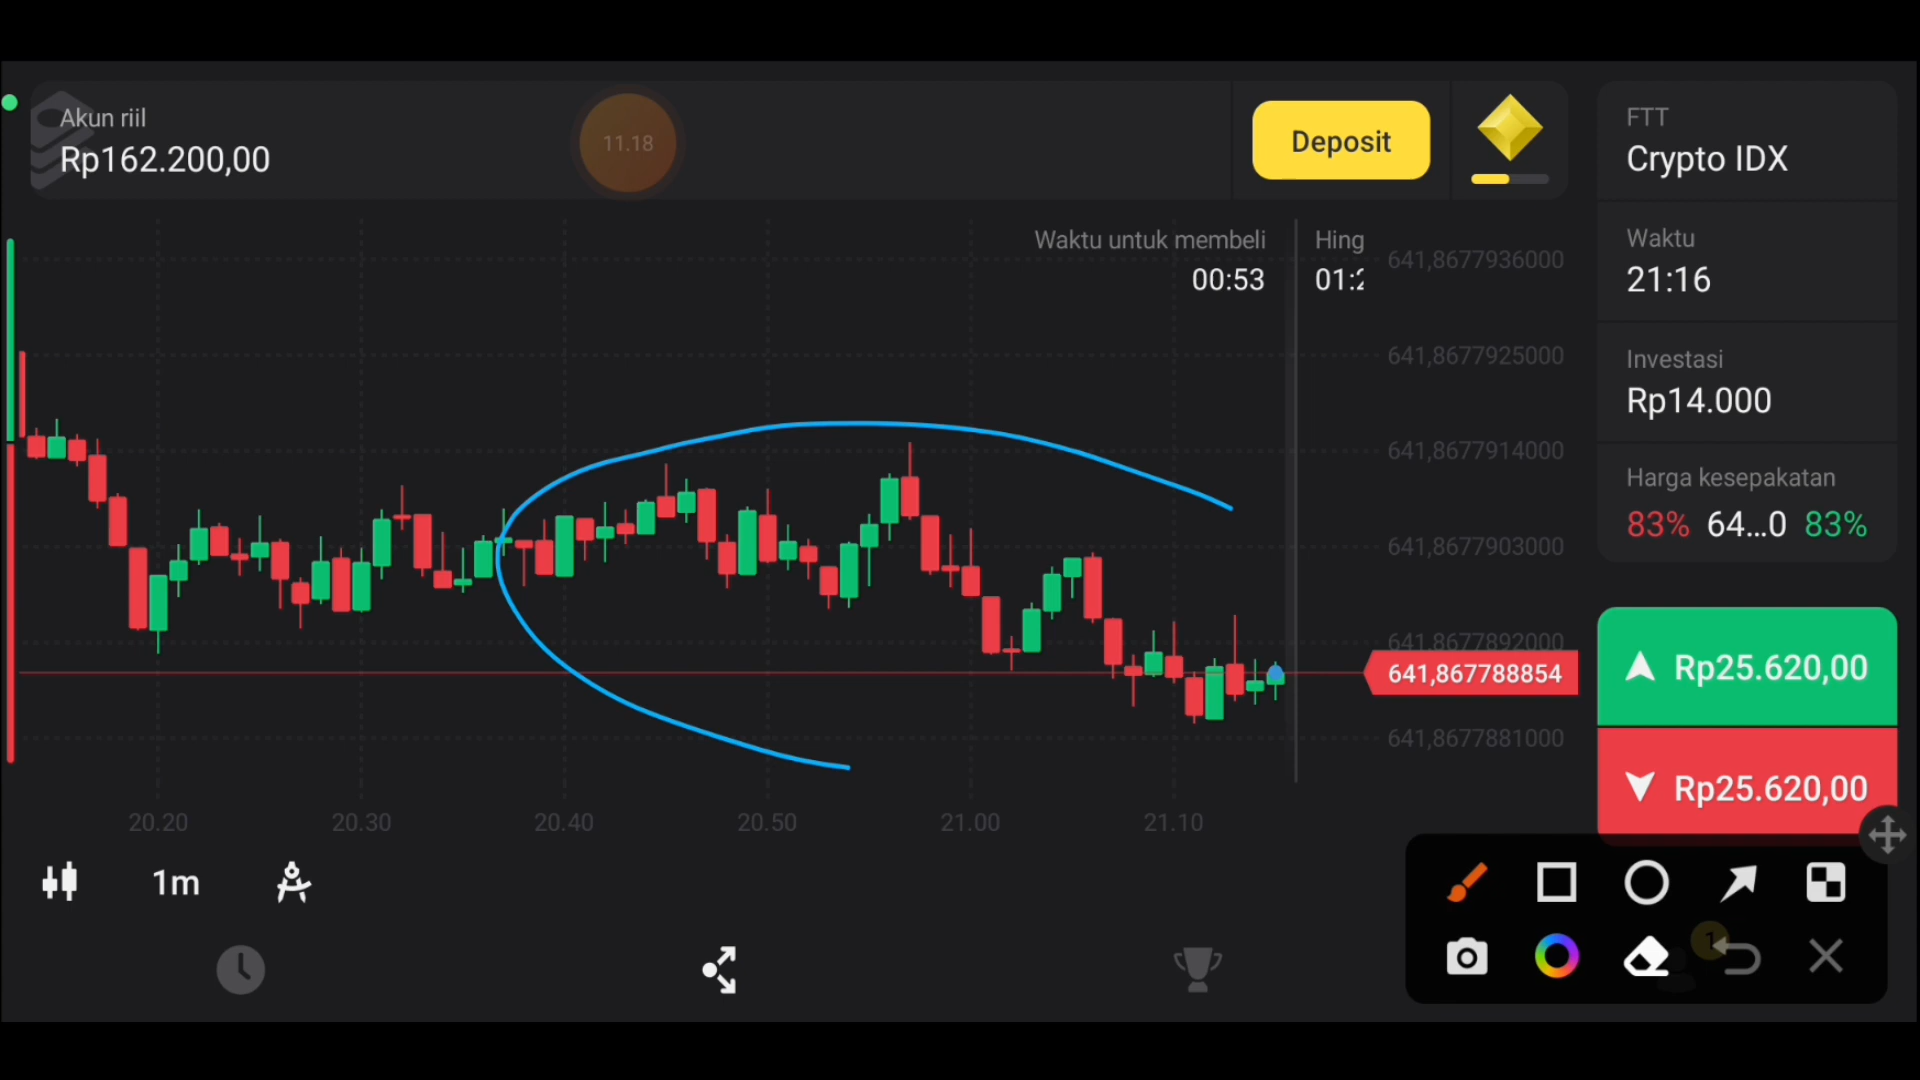 Akun riil
Rp162.200,00
11.18
Deposit
FTT
Crypto IDX
Waktu untuk membeli
00:53
Hing
01:2
Waktu
21:16
Investasi
Rp14.000
Harga kesepakatan
83% 64...0 83%
641,8677936000
641,8677925000
641,8677914000
641,8677903000
641,8677892000
641,867788854
641,8677881000
Rp25.620,00
Rp25.620,00
20.20 20.30 20.40 20.50 21.00 21.10
1m
1